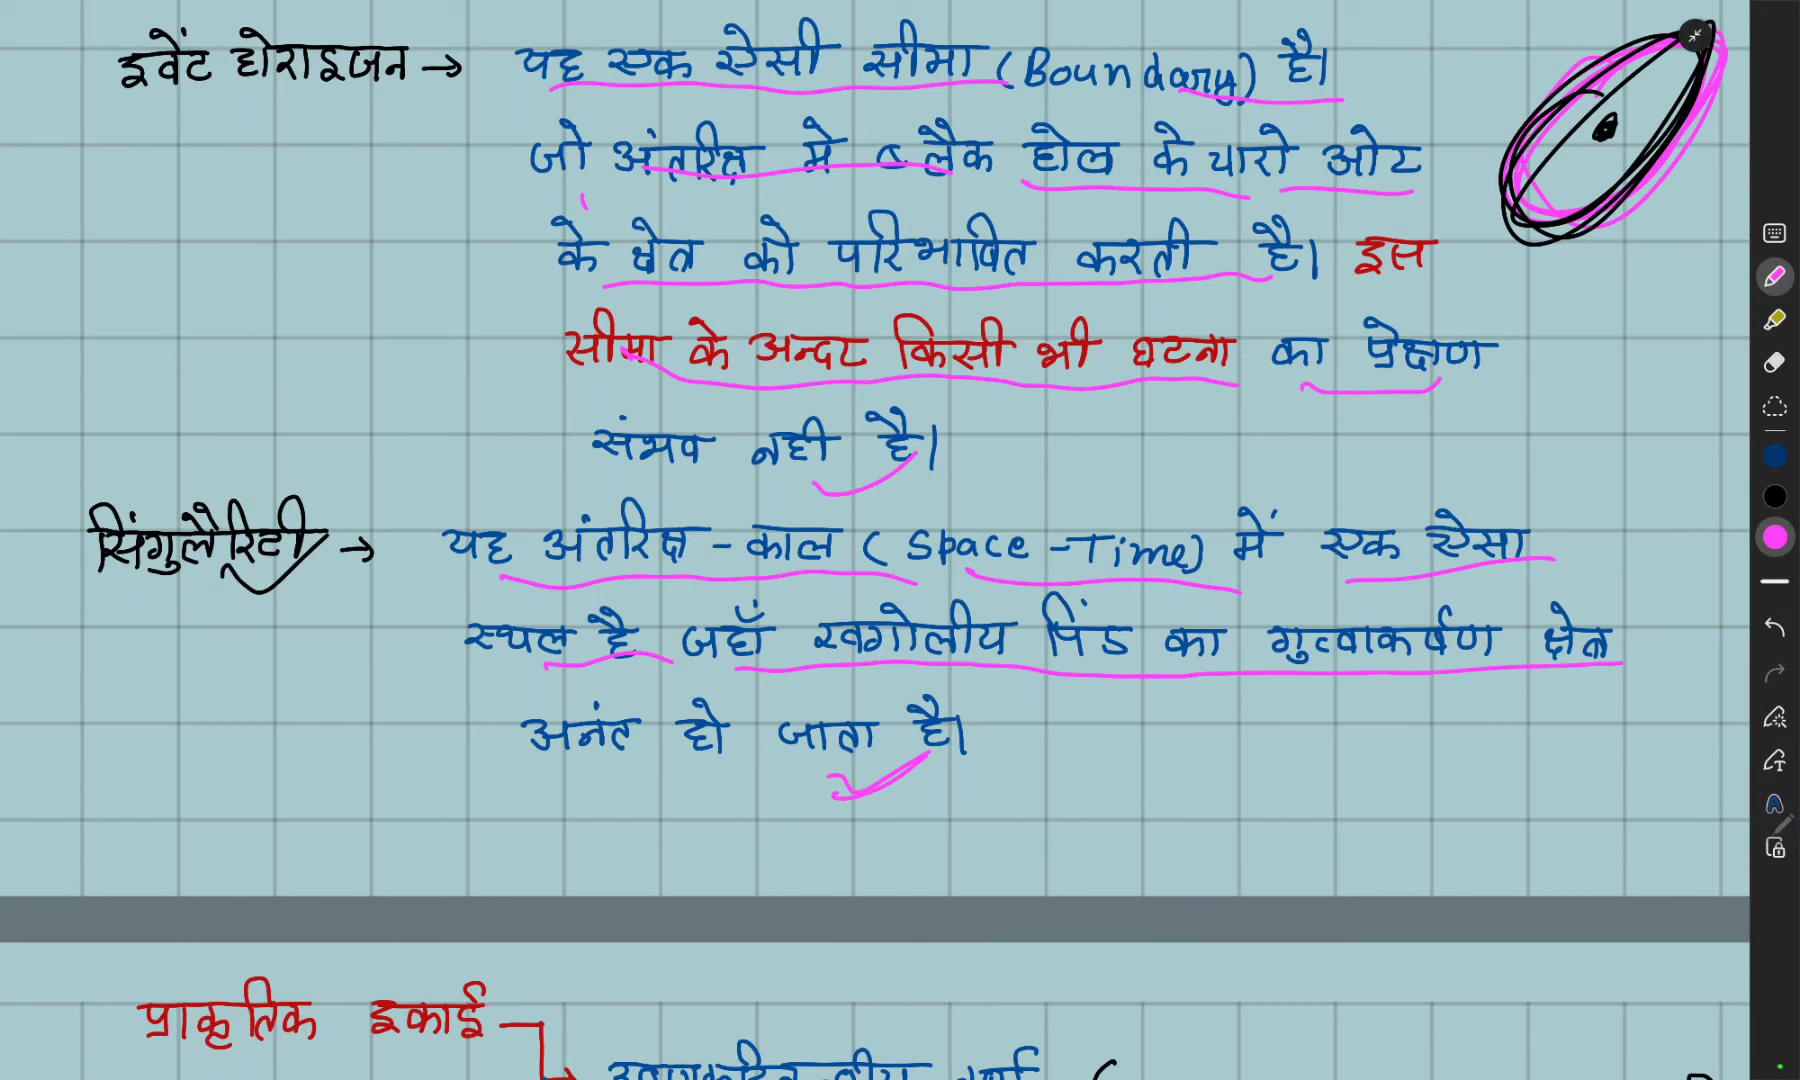 इवेंट होराइजन → यह एक ऐसी सीमा (Boundary) है।
जो अंतरिक्ष मे ब्लैक होल के चारो ओर
के क्षेत्र को परिभाषित करती है। इस
सीमा के अन्दर किसी भी घटना का प्रेक्षण
संभव नही है।
सिंगुलैरिटी → यह अंतरिक्ष - काल (Space - Time) में एक ऐसा
स्थल है जहाँ खगोलीय पिंड का गुरुत्वाकर्षण क्षेत्र
अनंत हो जाता है।
प्राकृतिक इकाई